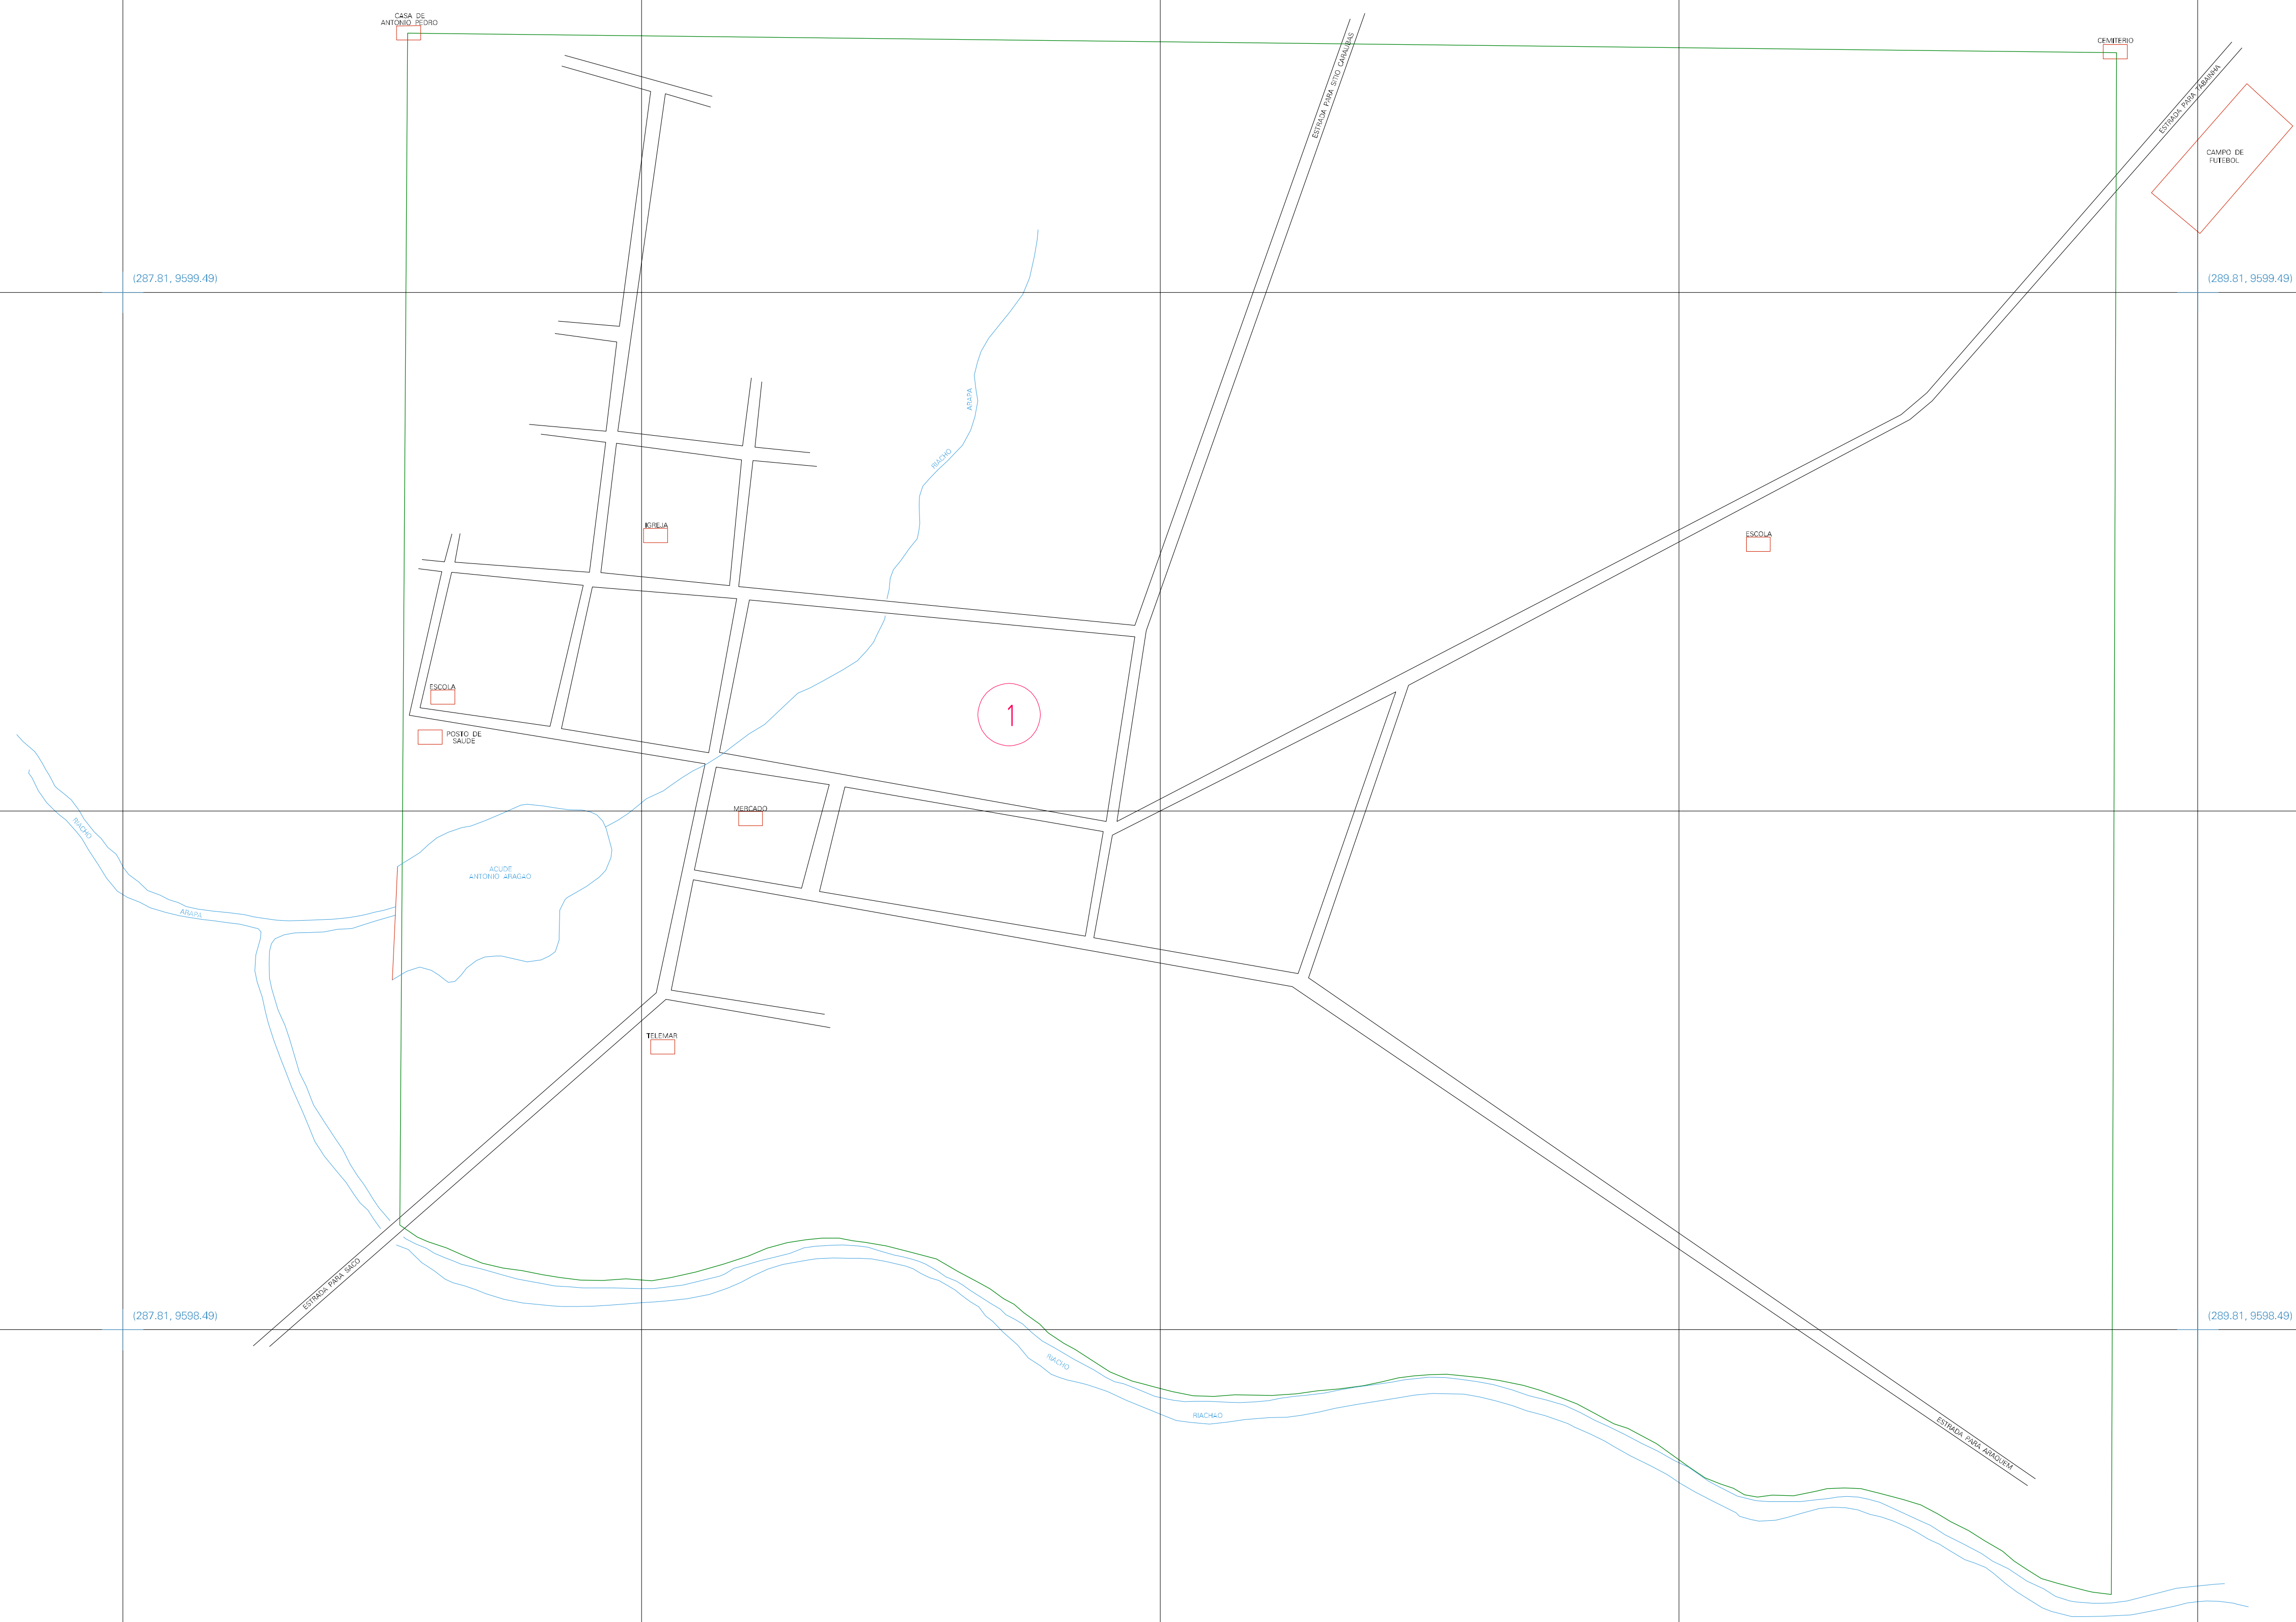 CASA DE
ANTONIO PEDRO
ESTRADA PARA SITIO CARAUBAS
CEMITERIO
ESTRADA PARA TABAINHA
CAMPO DE
FUTEBOL
(287.81, 9599.49)
(289.81, 9599.49)
ARAPA
RIACHO
IGREJA
ESCOLA
ESCOLA
1
POSTO DE
SAUDE
MERCADO
RIACHO
ACUDE
ANTONIO ARAGAO
ARAPA
TELEMAR
ESTRADA PARA SACO
(287.81, 9598.49)
(289.81, 9598.49)
RIACHO
RIACHAO
ESTRADA PARA ARAQUEM